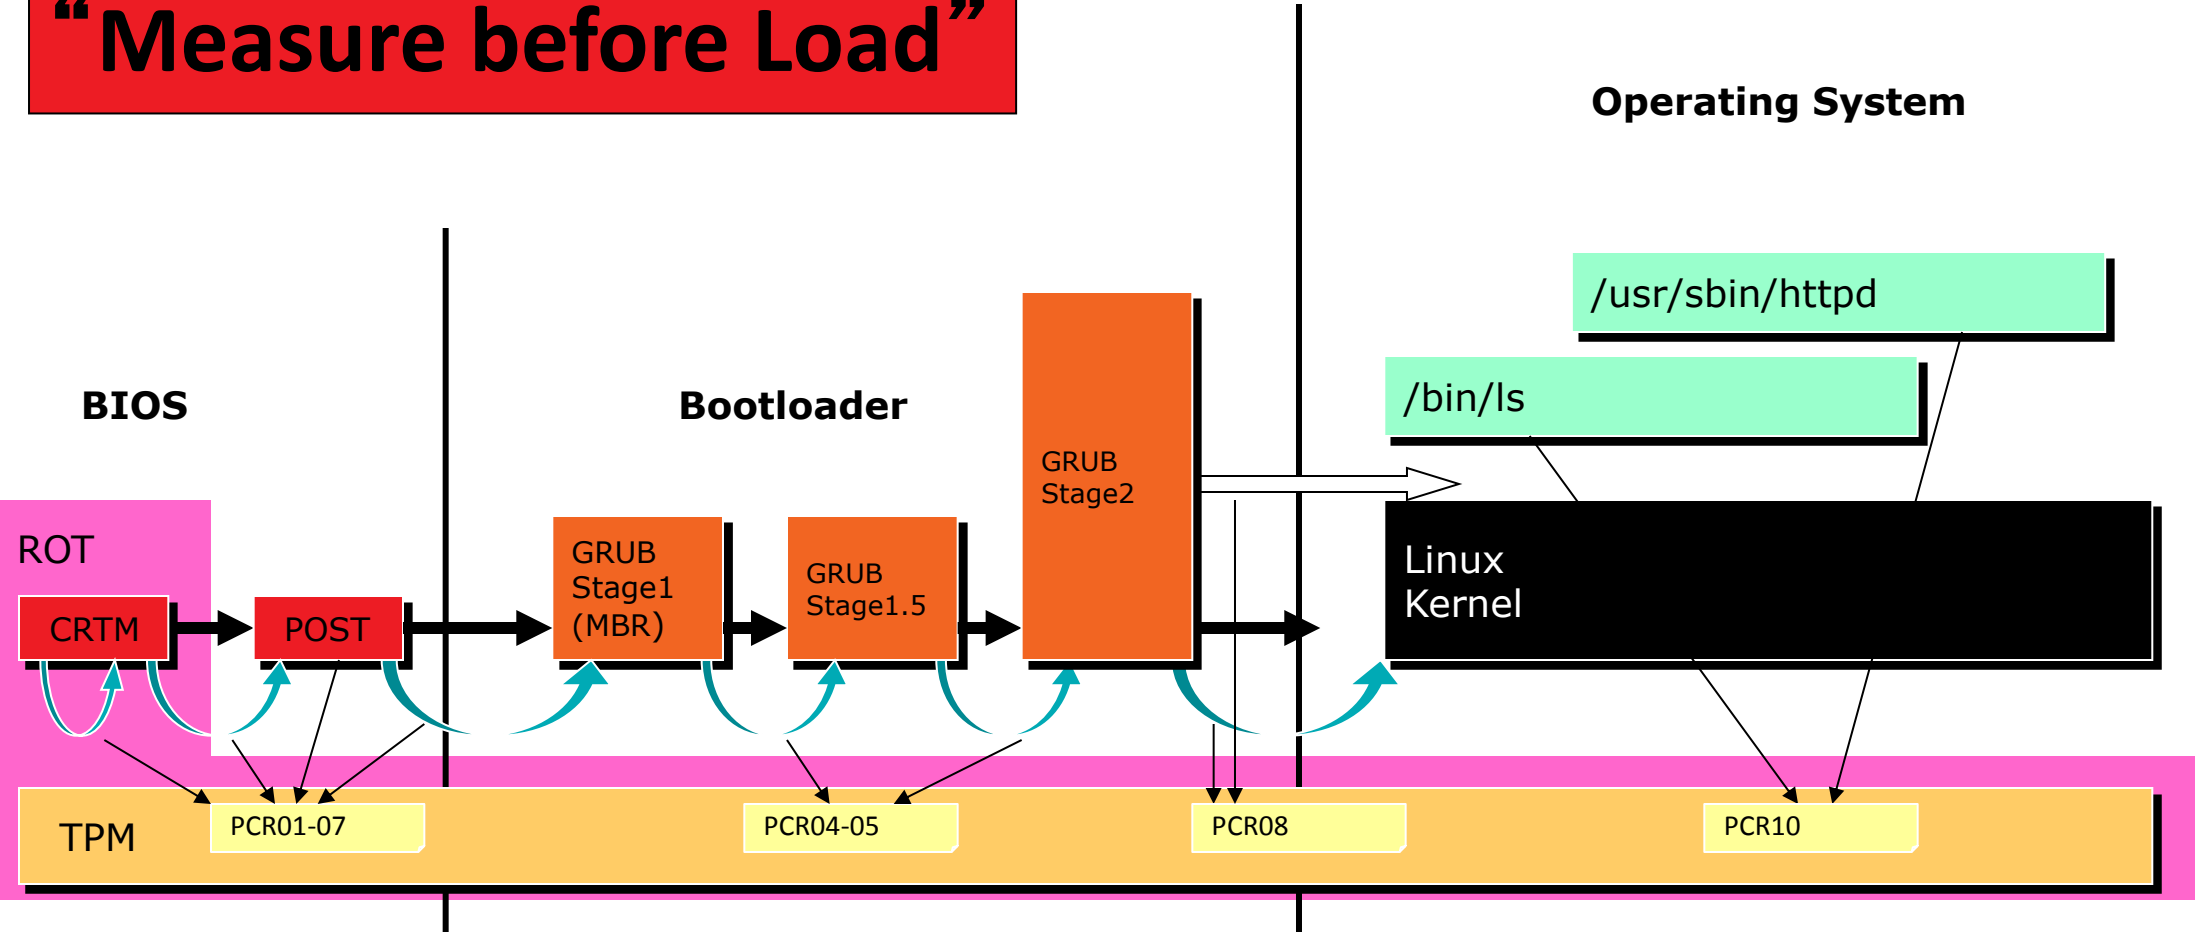 “Measure before Load”
Operating System
/usr/sbin/httpd
/bin/ls
BIOS
Bootloader
GRUB
Stage2
ROT
GRUB
Stage1
(MBR)
GRUB
Stage1.5
Linux
Kernel
CRTM
POST
TPM
PCR01-07
PCR04-05
PCR08
PCR10